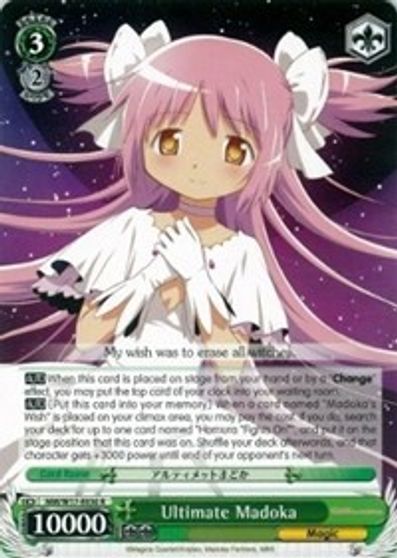 3
2
My wish was to erase all witches.
AUTO When this card is placed on stage from your hand or by a "Change"
effect, you may put the top card of your clock into your waiting room.
AUTO [Put this card into your memory] When a card named "Madoka's
Wish" is placed on your climax area, you may pay the cost. If you do, search
your deck for up to one card named "Homura "Fights On"", and put it on the
stage position that this card was on. Shuffle your deck afterwards, and that
character gets +3000 power until end of your opponent's next turn.
Card Name アルティメットまどか
10000
Ultimate Madoka
Magic